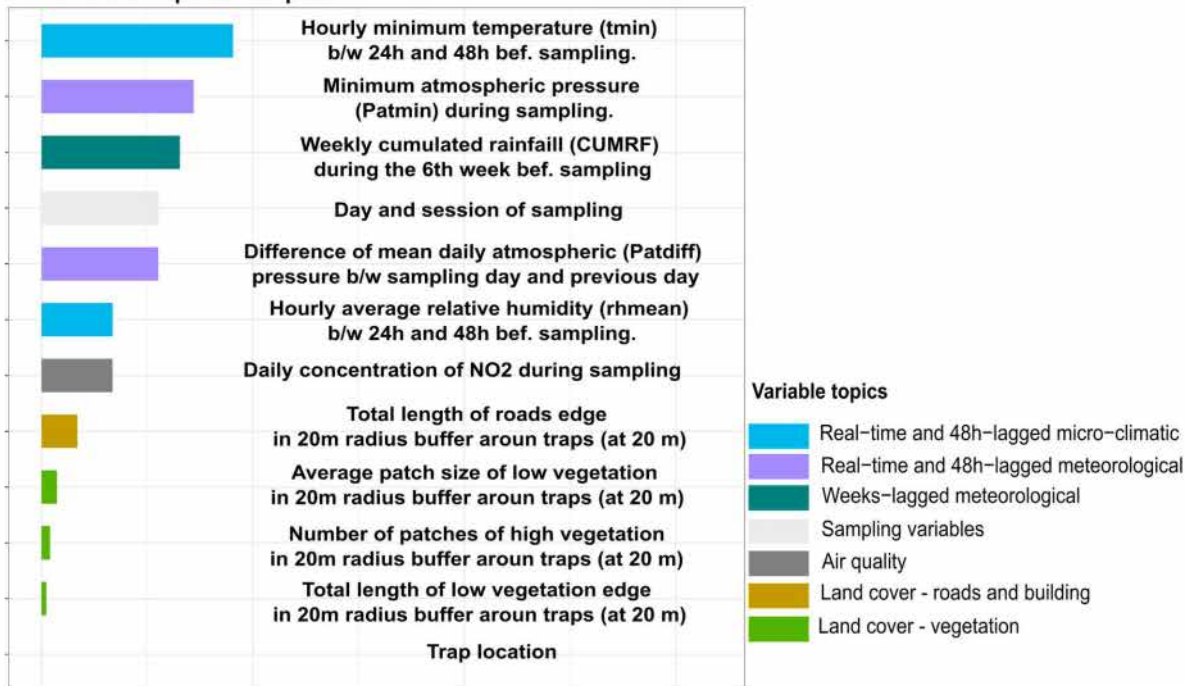 Hourly minimum temperature (tmin)
b/w 24h and 48h bef. sampling.
Minimum atmospheric pressure
(Patmin) during sampling.
Weekly cumulated rainfaill (CUMRF)
during the 6th week bef. sampling
Day and session of sampling
Difference of mean daily atmospheric (Patdiff)
pressure b/w sampling day and previous day
Hourly average relative humidity (rhmean)
b/w 24h and 48h bef. sampling.
Daily concentration of NO2 during sampling
Total length of roads edge
in 20m radius buffer aroun traps (at 20 m)
Average patch size of low vegetation
in 20m radius buffer aroun traps (at 20 m)
Number of patches of high vegetation
in 20m radius buffer aroun traps (at 20 m)
Total length of low vegetation edge
in 20m radius buffer aroun traps (at 20 m)
Trap location
Variable topics
Real−time and 48h−lagged micro−climatic
Real−time and 48h−lagged meteorological
Weeks−lagged meteorological
Sampling variables
Air quality
Land cover - roads and building
Land cover - vegetation